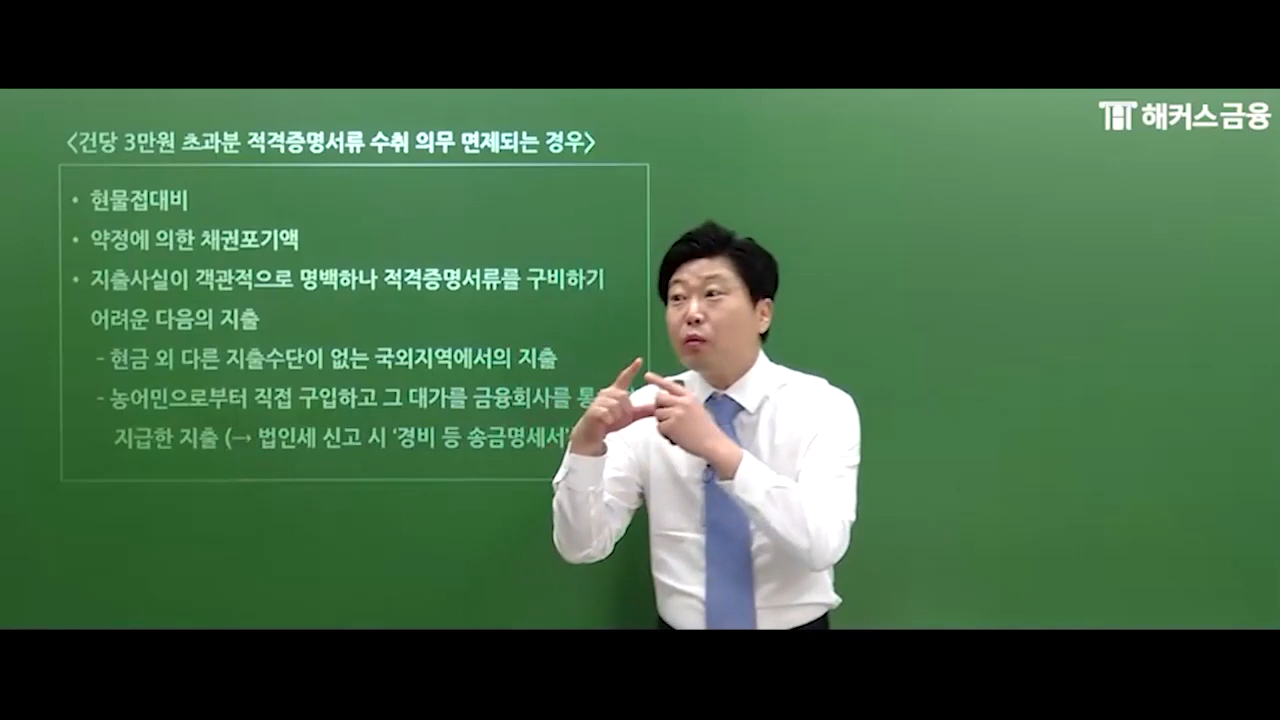 해커스금융
<건당 3만원 초과분 적격증명서류 수취 의무 면제되는 경우>
• 현물접대비
• 약정에 의한 채권포기액
• 지출사실이 객관적으로 명백하나 적격증명서류를 구비하기
어려운 다음의 지출
- 현금 외 다른 지출수단이 없는 국외지역에서의 지출
- 농어민으로부터 직접 구입하고 그 대가를 금융회사를
지급한 지출 (→ 법인세 신고 시 ‘경비 등 송금명세서’